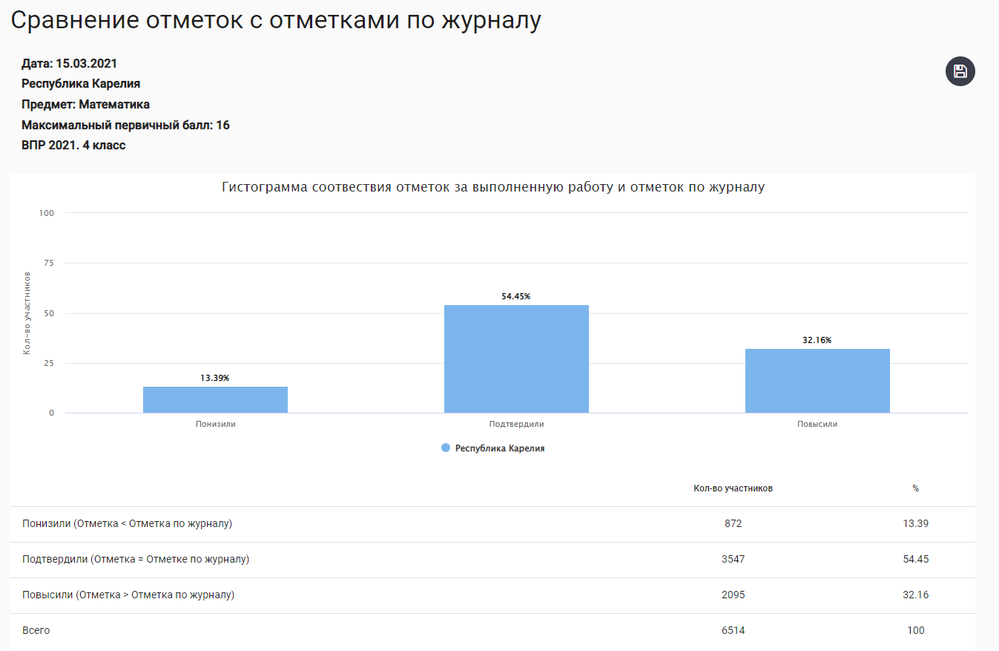 Сравнение отметок с отметками по журналу
Дата: 15.03.2021
Республика Карелия
Предмет: Математика
Максимальный первичный балл: 16
ВПР 2021. 4 класс
Гистограмма соотвествия отметок за выполненную работу и отметок по журналу
Кол-во участников
100
75
50
25
0
13.39%
54.45%
32.16%
Понизили Подтвердили Повысили
Республика Карелия
Кол-во участников %
Понизили (Отметка < Отметка по журналу) 872 13.39
Подтвердили (Отметка = Отметке по журналу) 3547 54.45
Повысили (Отметка > Отметка по журналу) 2095 32.16
Всего 6514 100